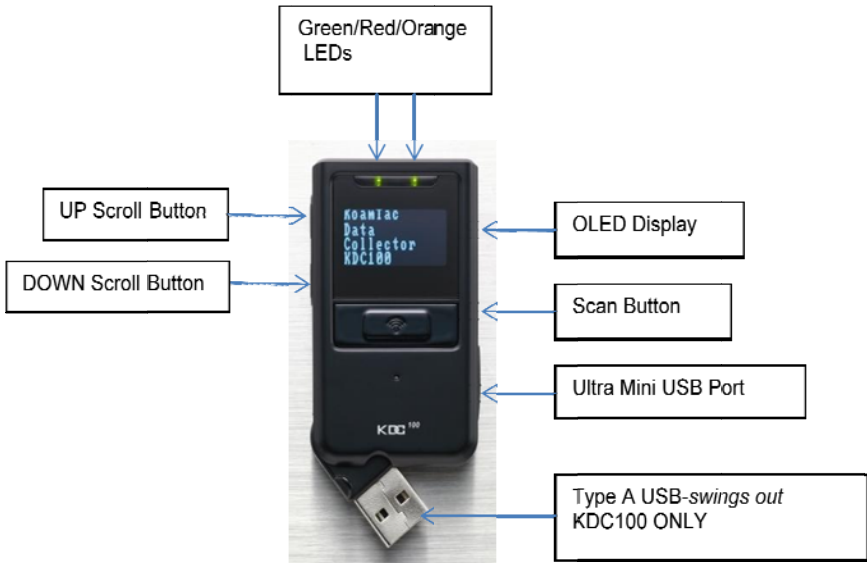 Green/Red/Orange
LEDs
UP Scroll Button
DOWN Scroll Button
KoamTac
Data
Collector
KDC100
OLED Display
Scan Button
Ultra Mini USB Port
KDC 100
Type A USB-swings out
KDC100 ONLY